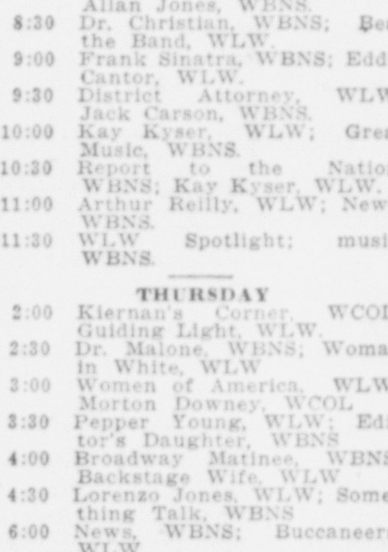 Allan Jones, WBNS.
8:30 Dr. Christian, WBNS;
the Band, WLW.
9:00 Frank Sinatra, WBNS; Edd
Cantor, WLW.
9:30 District Attorney, WLW
Jack Carson, WBNS.
10:00 Kay Kyser, WLW; Grea
Music, WBNS.
10:30 Report to the Natio
WBNS; Kay Kyser, WLW.
11:00 Arthur Reilly, WLW; New
WBNS.
11:30 WLW Spotlight; musi
WBNS.
THURSDAY
2:00 Kiernan's Corner, WCOL
Guiding Light, WLW.
2:30 Dr. Malone, WBNS; Woma
in White, WLW
3:00 Women of America, WLW
Morton Downey, WCOL
3:30 Pepper Young, WLW; Edi
tor's Daughter, WBNS
4:00 Broadway Matinee, WBNS
Backstage Wife, WLW
4:30 Lorenzo Jones, WLW; Some
thing Talk, WBNS
6:00 News, WBNS; Buccaneers
WLW